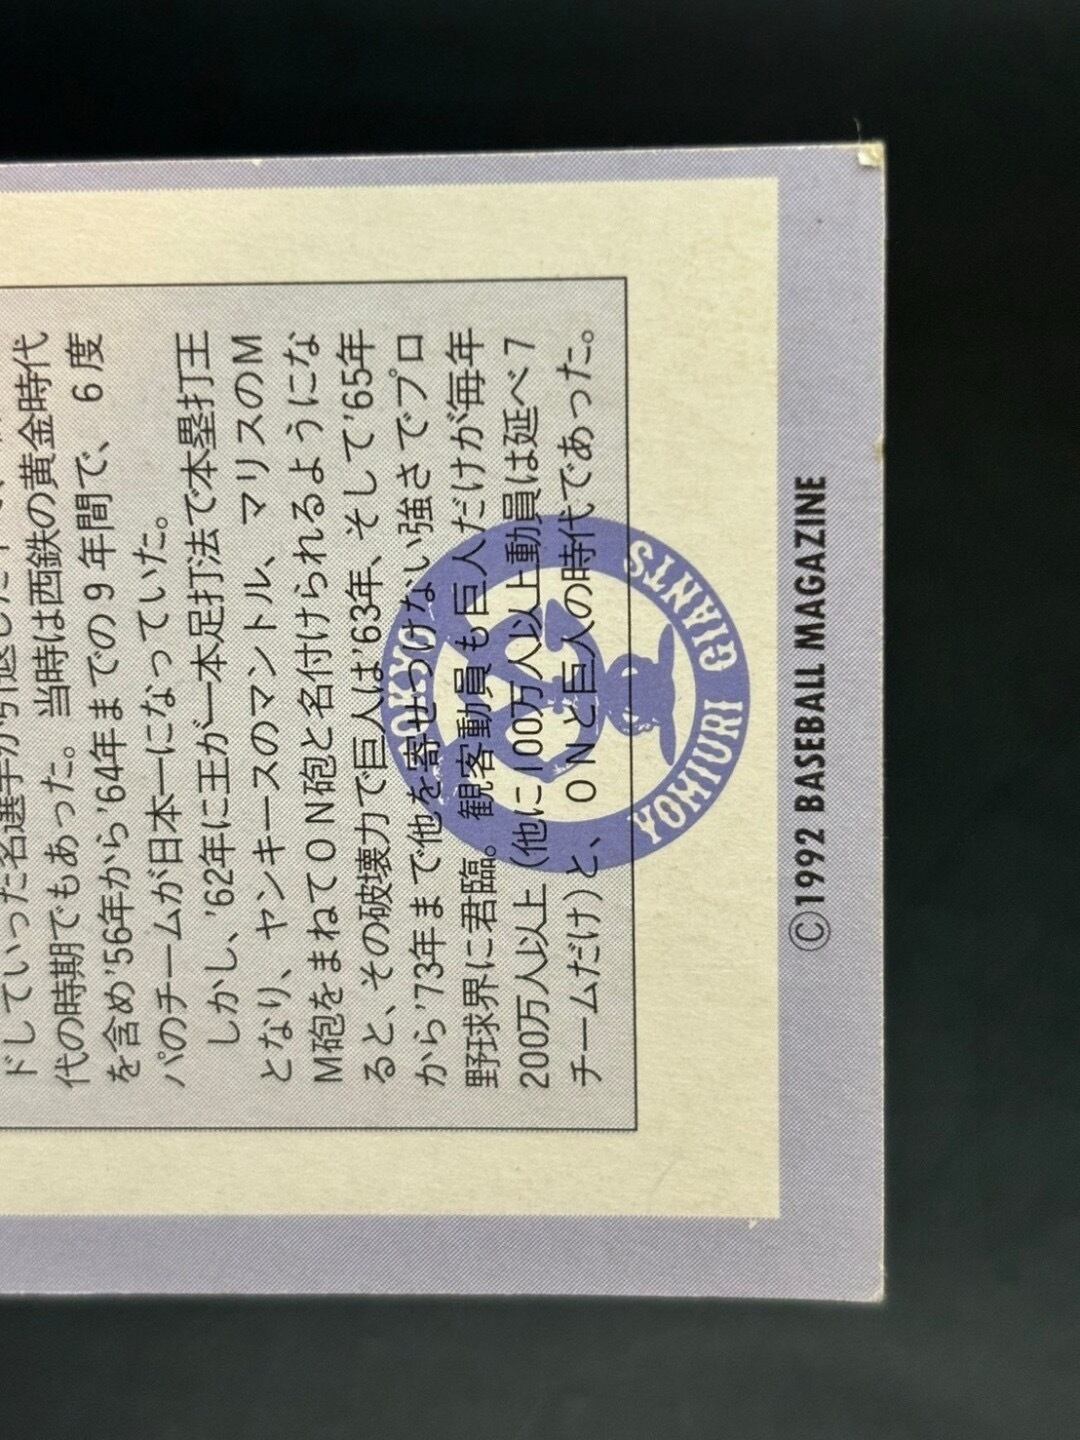 ドしていった名選手が引退した
代の時期でもあった。当時は西鉄の黄金時代
を含め'56年から'64年までの9年間で、6度
パのチームが日本一になっていた。
しかし、'62年に王が一本足打法で本塁打王
となり、ヤンキースのマントル、マリスのM
M砲をまねてON砲と名付けられるようにな
ると、その破壊力で巨人は'63年、そして'65年
から'73年まで他を寄せつけない強さでプロ
野球界に君臨。観客動員も巨人だけが毎年
200万人以上(他に100万人以上動員は延べ7
チームだけ)と、ONと巨人の時代であった。
TOKYO
YOMIURI GIANTS
©1992 BASEBALL MAGAZINE